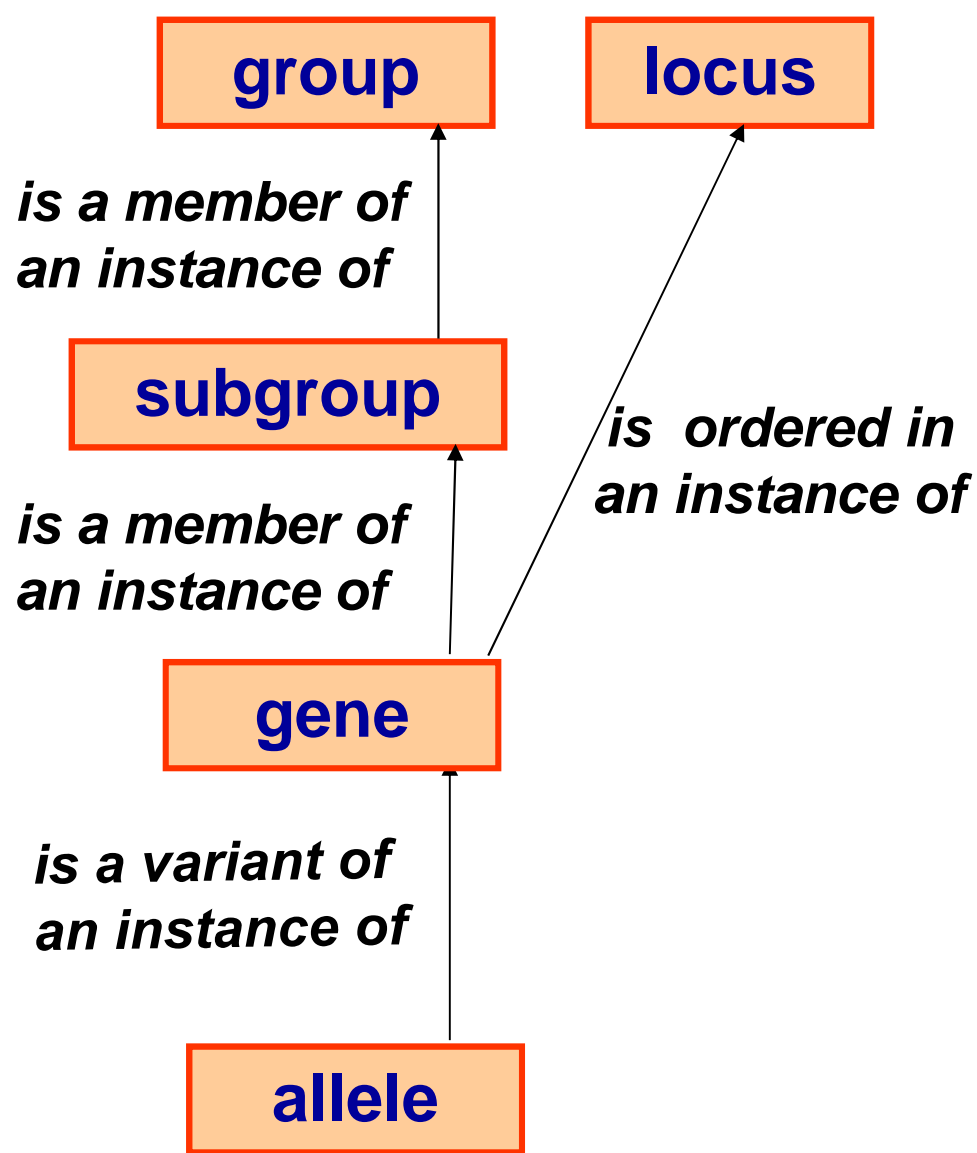 group
locus
is a member of
an instance of
subgroup
is ordered in
an instance of
is a member of
an instance of
gene
is a variant of
an instance of
allele